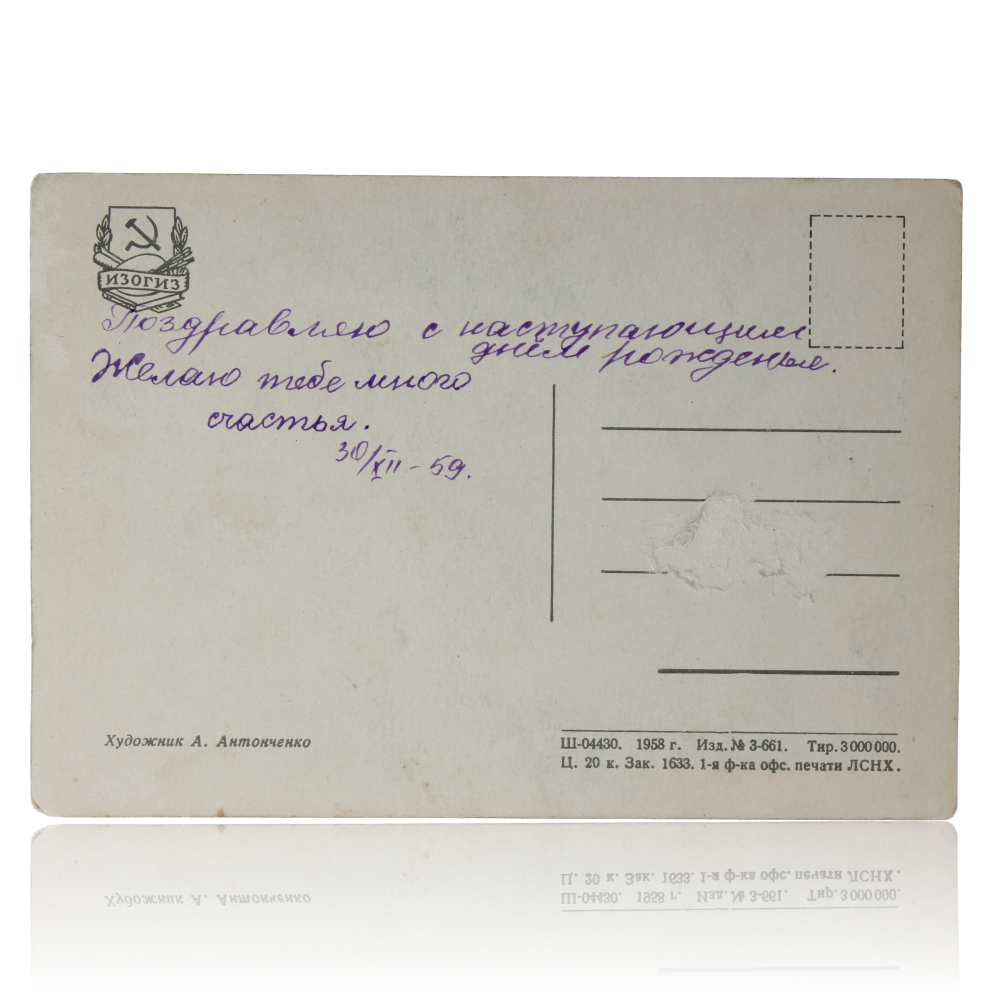 ИЗОГИЗ
Поздравляю с наступающим
днём рожденья.
Желаю тебе много
счастья.
30/XII - 59.
Художник А. Антонченко
Ш-04430. 1958 г. Изд. № 3-661. Тир. 3 000 000.
Ц. 20 к. Зак. 1633. 1-я ф-ка офс. печати ЛСНХ.